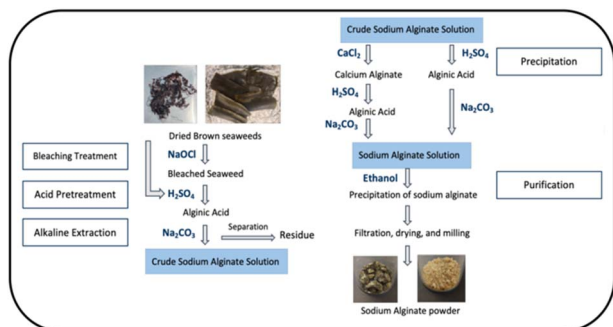 Dried Brown seaweeds
NaOCl
Bleaching Treatment
Bleached Seaweed
Acid Pretreatment
H₂SO₄
Alginic Acid
Alkaline Extraction
Na₂CO₃
Separation
Residue
Crude Sodium Alginate Solution
Crude Sodium Alginate Solution
CaCl₂
H₂SO₄
Precipitation
Calcium Alginate
Alginic Acid
H₂SO₄
Alginic Acid
Na₂CO₃
Na₂CO₃
Sodium Alginate Solution
Ethanol
Purification
Precipitation of sodium alginate
Filtration, drying, and milling
Sodium Alginate powder